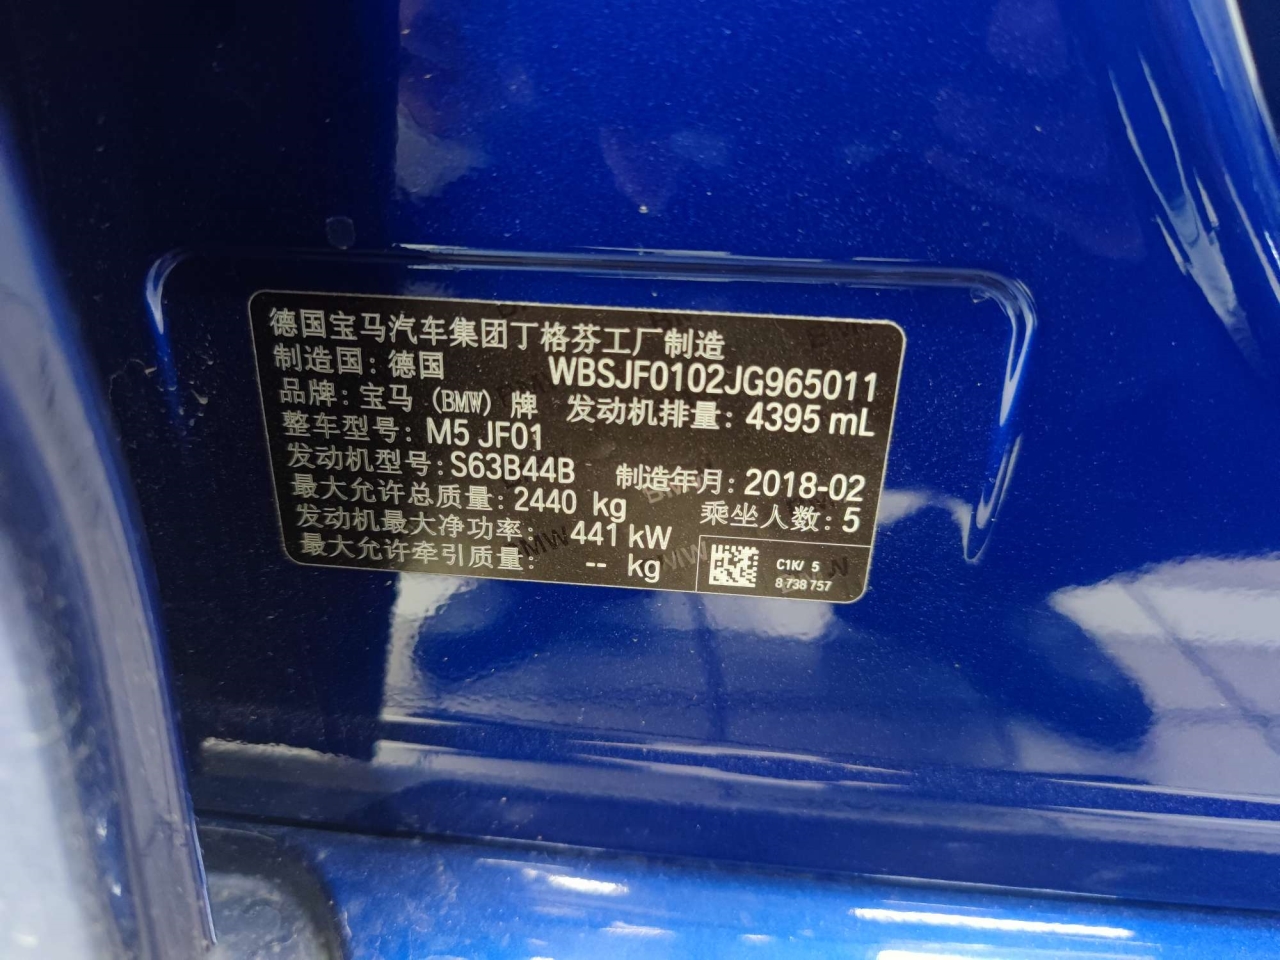 德国宝马汽车集团丁格芬工厂制造
制造国：德国 WBSJF0102JG965011
品牌：宝马 (BMW) 牌 发动机排量：4395 mL
整车型号：M5 JF01
发动机型号：S63B44B 制造年月：2018-02
最大允许总质量：2440 kg 乘坐人数：5
发动机最大净功率： 441 kW
最大允许牵引质量： -- kg
C1K/ 5
8 738 757